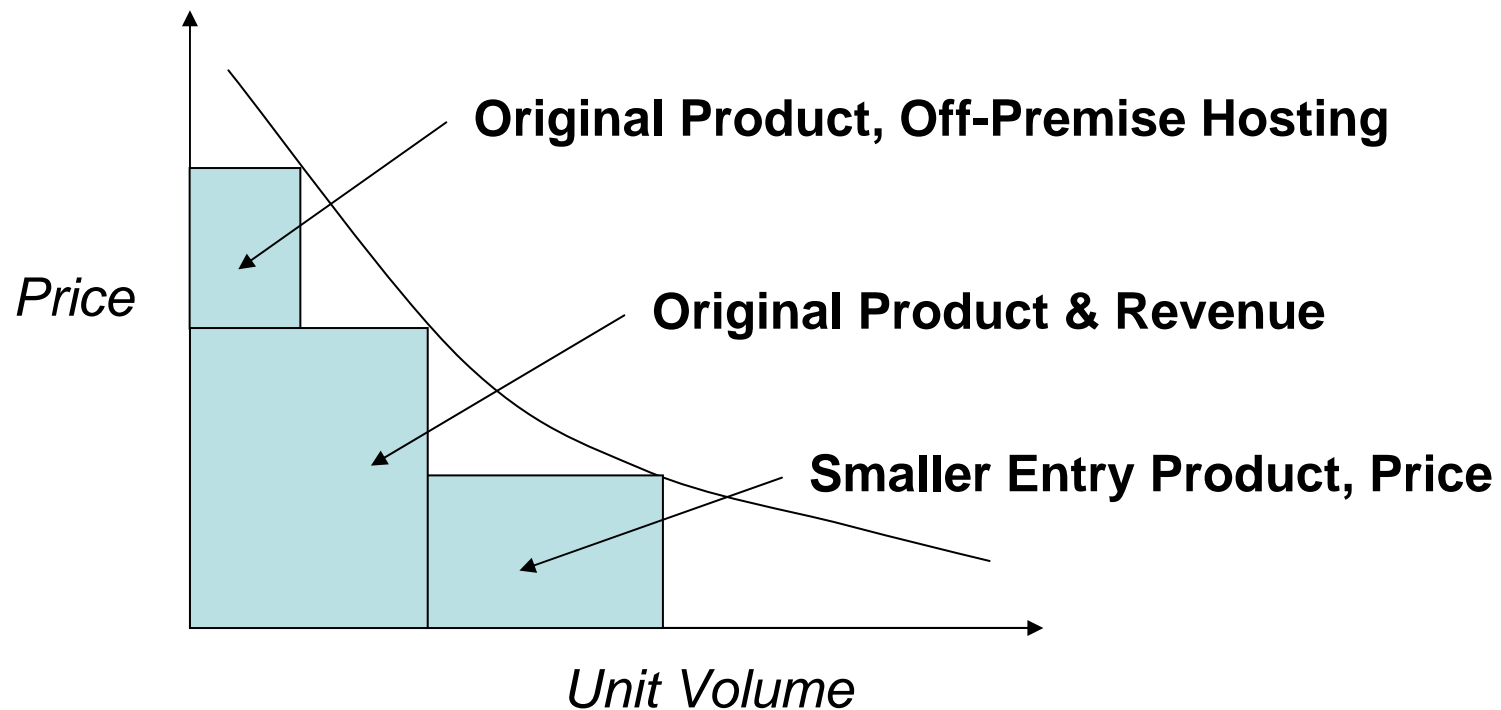 Original Product, Off-Premise Hosting
Price
Original Product & Revenue
Smaller Entry Product, Price
Unit Volume